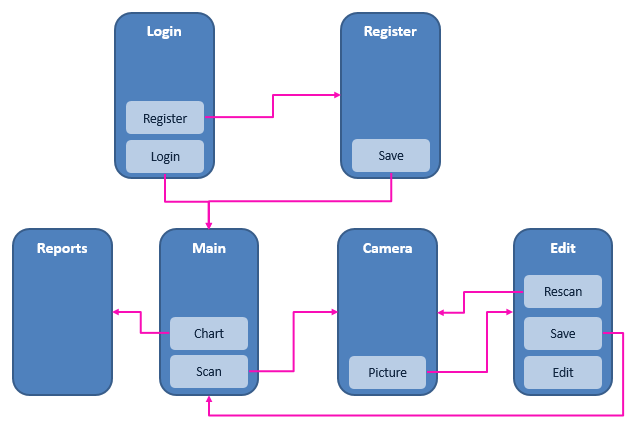 Login
Register
Register
Login
Save
Reports
Main
Camera
Edit
Chart
Scan
Picture
Rescan
Save
Edit